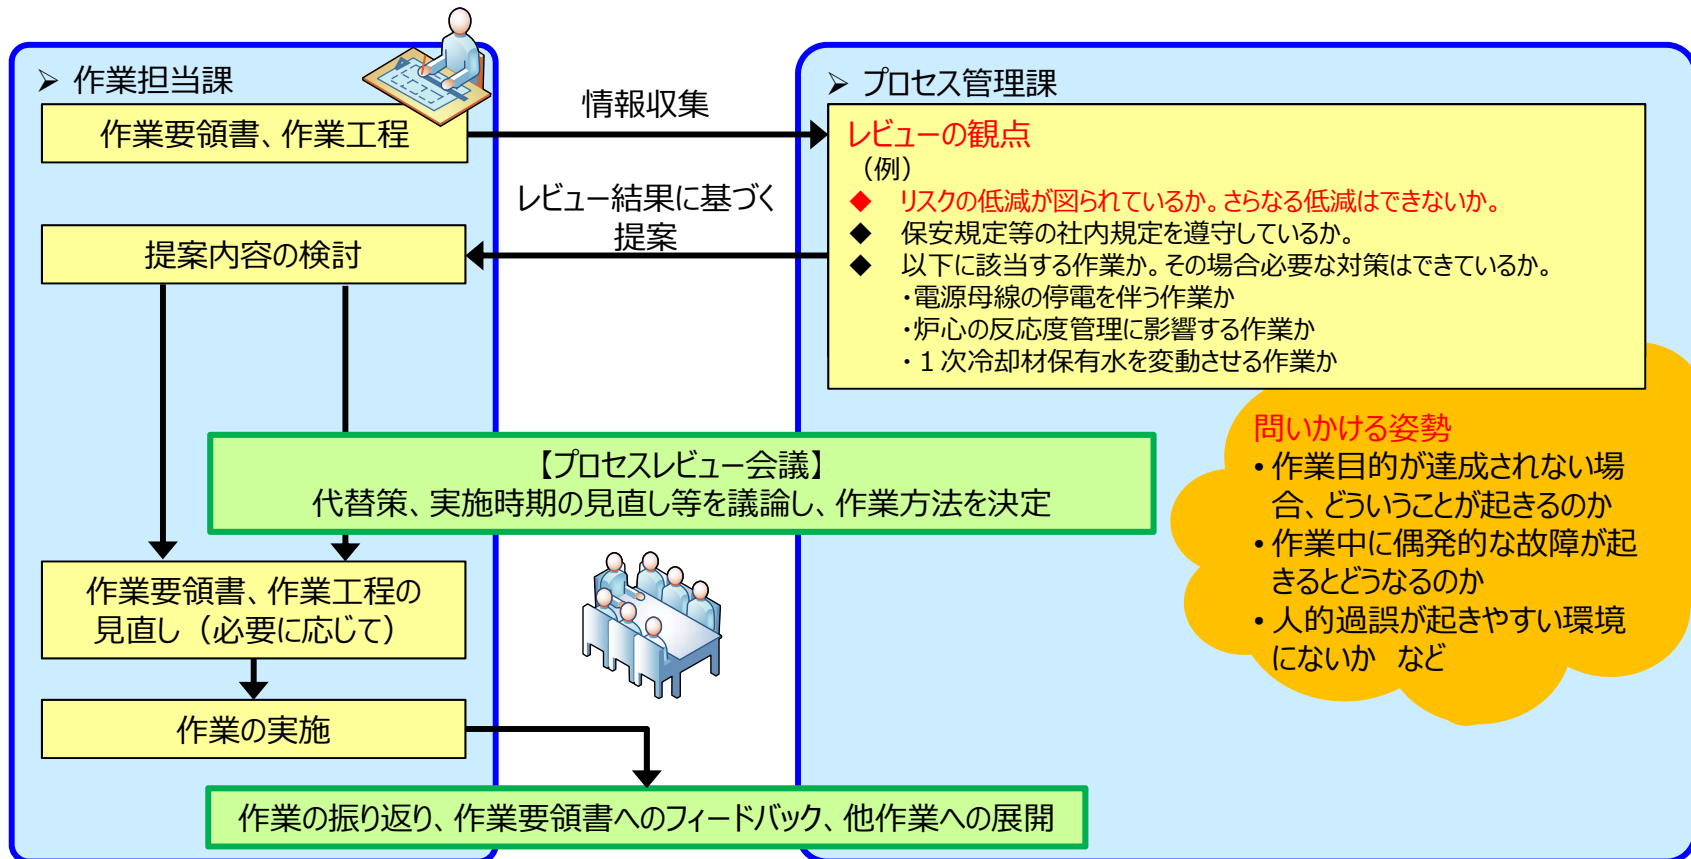 ➢ 作業担当課
作業要領書、作業工程
情報収集
レビュー結果に基づく
提案
提案内容の検討
➢ プロセス管理課
レビューの観点
（例）
◆ リスクの低減が図られているか。さらなる低減はできないか。
◆ 保安規定等の社内規定を遵守しているか。
◆ 以下に該当する作業か。その場合必要な対策はできているか。
・電源母線の停電を伴う作業か
・炉心の反応度管理に影響する作業か
・１次冷却材保有水を変動させる作業か
【プロセスレビュー会議】
代替策、実施時期の見直し等を議論し、作業方法を決定
問いかける姿勢
• 作業目的が達成されない場
合、どういうことが起きるのか
• 作業中に偶発的な故障が起
きるとどうなるのか
• 人的過誤が起きやすい環境
にないか　など
作業要領書、作業工程の
見直し（必要に応じて）
作業の実施
作業の振り返り、作業要領書へのフィードバック、他作業への展開